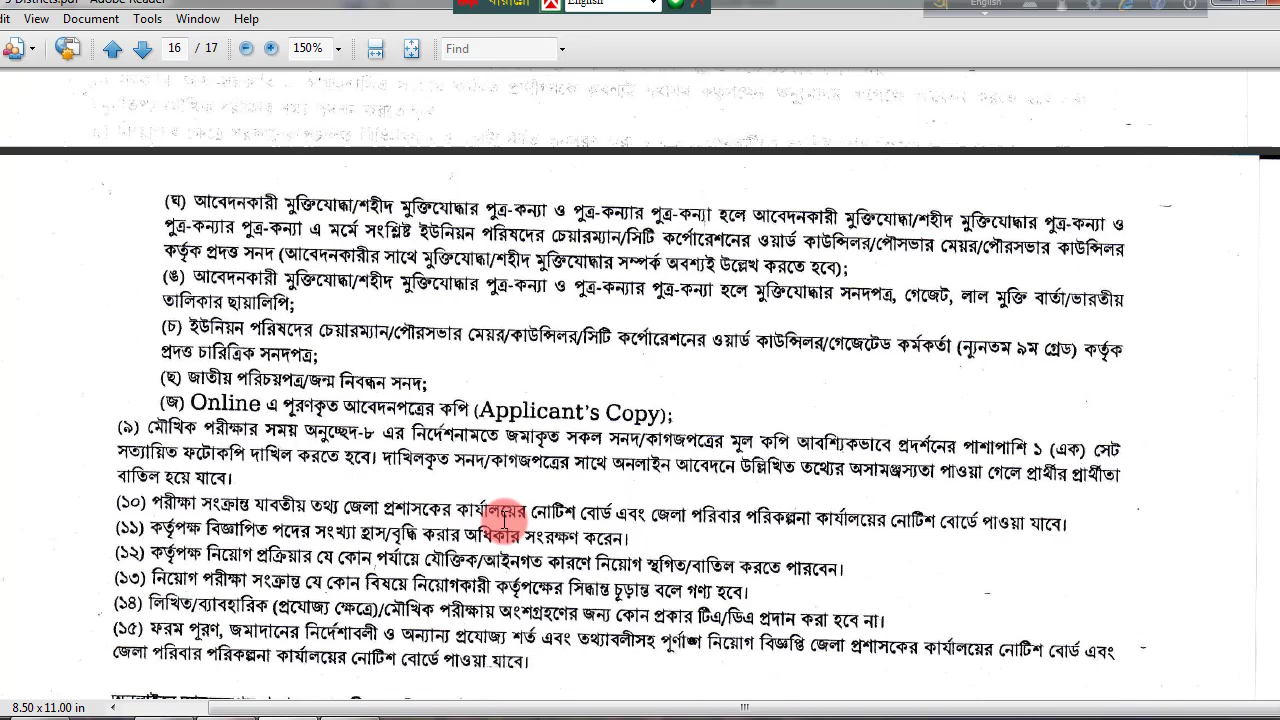 5 Districts.pdf - Adobe Reader
English
English
dit View Document Tools Window Help
16 / 17 150% Find
(ঘ) আবেদনকারী মুক্তিযোদ্ধা/শহীদ মুক্তিযোদ্ধার পুত্র-কন্যা ও পুত্র-কন্যার পুত্র-কন্যা হলে আবেদনকারী মুক্তিযোদ্ধা/শহীদ মুক্তিযোদ্ধার পুত্র-কন্যা ও
পুত্র-কন্যার পুত্র-কন্যা এ মর্মে সংশ্লিষ্ট ইউনিয়ন পরিষদের চেয়ারম্যান/সিটি কর্পোরেশনের ওয়ার্ড কাউন্সিলর/পৌসভার মেয়র/পৌরসভার কাউন্সিলর
কর্তৃক প্রদত্ত সনদ (আবেদনকারীর সাথে মুক্তিযোদ্ধা/শহীদ মুক্তিযোদ্ধার সম্পর্ক অবশ্যই উল্লেখ করতে হবে);
(ঙ) আবেদনকারী মুক্তিযোদ্ধা/শহীদ মুক্তিযোদ্ধার পুত্র-কন্যা ও পুত্র-কন্যার পুত্র-কন্যা হলে মুক্তিযোদ্ধার সনদপত্র, গেজেট, লাল মুক্তি বার্তা/ভারতীয়
তালিকার ছায়ালিপি;
(চ) ইউনিয়ন পরিষদের চেয়ারম্যান/পৌরসভার মেয়র/কাউন্সিলর/সিটি কর্পোরেশনের ওয়ার্ড কাউন্সিলর/গেজেটেড কর্মকর্তা (ন্যূনতম ৯ম গ্রেড) কর্তৃক
প্রদত্ত চারিত্রিক সনদপত্র;
(ছ) জাতীয় পরিচয়পত্র/জন্ম নিবন্ধন সনদ;
(জ) Online এ পূরণকৃত আবেদনপত্রের কপি (Applicant's Copy);
(৯) মৌখিক পরীক্ষার সময় অনুচ্ছেদ-৮ এর নির্দেশনামতে জমাকৃত সকল সনদ/কাগজপত্রের মূল কপি আবশ্যিকভাবে প্রদর্শনের পাশাপাশি ১ (এক) সেট
সত্যায়িত ফটোকপি দাখিল করতে হবে। দাখিলকৃত সনদ/কাগজপত্রের সাথে অনলাইন আবেদনে উল্লিখিত তথ্যের অসামঞ্জস্যতা পাওয়া গেলে প্রার্থীর প্রার্থীতা
বাতিল হয়ে যাবে।
(১০) পরীক্ষা সংক্রান্ত যাবতীয় তথ্য জেলা প্রশাসকের কার্যালয়ের নোটিশ বোর্ড এবং জেলা পরিবার পরিকল্পনা কার্যালয়ের নোটিশ বোর্ডে পাওয়া যাবে।
(১১) কর্তৃপক্ষ বিজ্ঞাপিত পদের সংখ্যা হ্রাস/বৃদ্ধি করার অধিকার সংরক্ষণ করেন।
(১২) কর্তৃপক্ষ নিয়োগ প্রক্রিয়ার যে কোন পর্যায়ে যৌক্তিক/আইনগত কারণে নিয়োগ স্থগিত/বাতিল করতে পারবেন।
(১৩) নিয়োগ পরীক্ষা সংক্রান্ত যে কোন বিষয়ে নিয়োগকারী কর্তৃপক্ষের সিদ্ধান্ত চূড়ান্ত বলে গণ্য হবে।
(১৪) লিখিত/ব্যাবহারিক (প্রযোজ্য ক্ষেত্রে)/মৌখিক পরীক্ষায় অংশগ্রহণের জন্য কোন প্রকার টিএ/ডিএ প্রদান করা হবে না।
(১৫) ফরম পূরণ, জমাদানের নির্দেশাবলী ও অন্যান্য প্রযোজ্য শর্ত এবং তথ্যাবলীসহ পূর্ণাঙ্গ নিয়োগ বিজ্ঞপ্তি জেলা প্রশাসকের কার্যালয়ের নোটিশ বোর্ড এবং
জেলা পরিবার পরিকল্পনা কার্যালয়ের নোটিশ বোর্ডে পাওয়া যাবে।
8.50 x 11.00 in